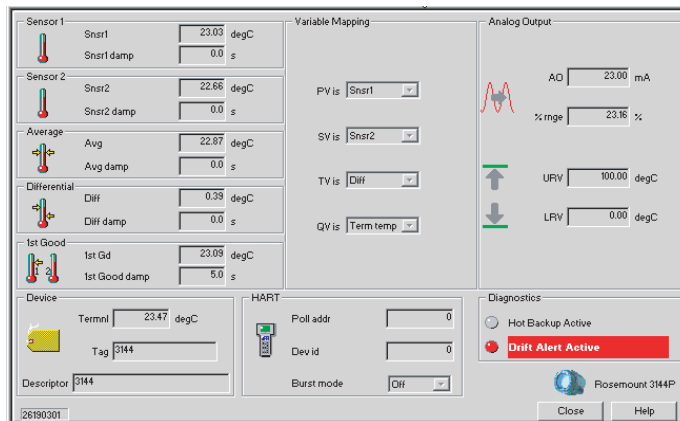 Sensor 1
Snsr1 23.03 degC
Snsr1 damp 0.0 s
Sensor 2
Snsr2 22.66 degC
Snsr2 damp 0.0 s
Average
Avg 22.87 degC
Avg damp 0.0 s
Differential
Diff 0.39 degC
Diff damp 0.0 s
1st Good
1 2
1st Gd 23.09 degC
1st Good damp 5.0 s
Variable Mapping
PV is Snsr1
SV is Snsr2
TV is Diff
QV is Term temp
Analog Output
AO 23.00 mA
% rnge 23.16 %
URV 100.00 degC
LRV 0.00 degC
Device
Termnl 23.47 degC
Tag 3144
Descriptor 3144
HART
Poll addr 0
Dev id 0
Burst mode Off
Diagnostics
Hot Backup Active
Drift Alert Active
Rosemount 3144P
26190301
Close Help